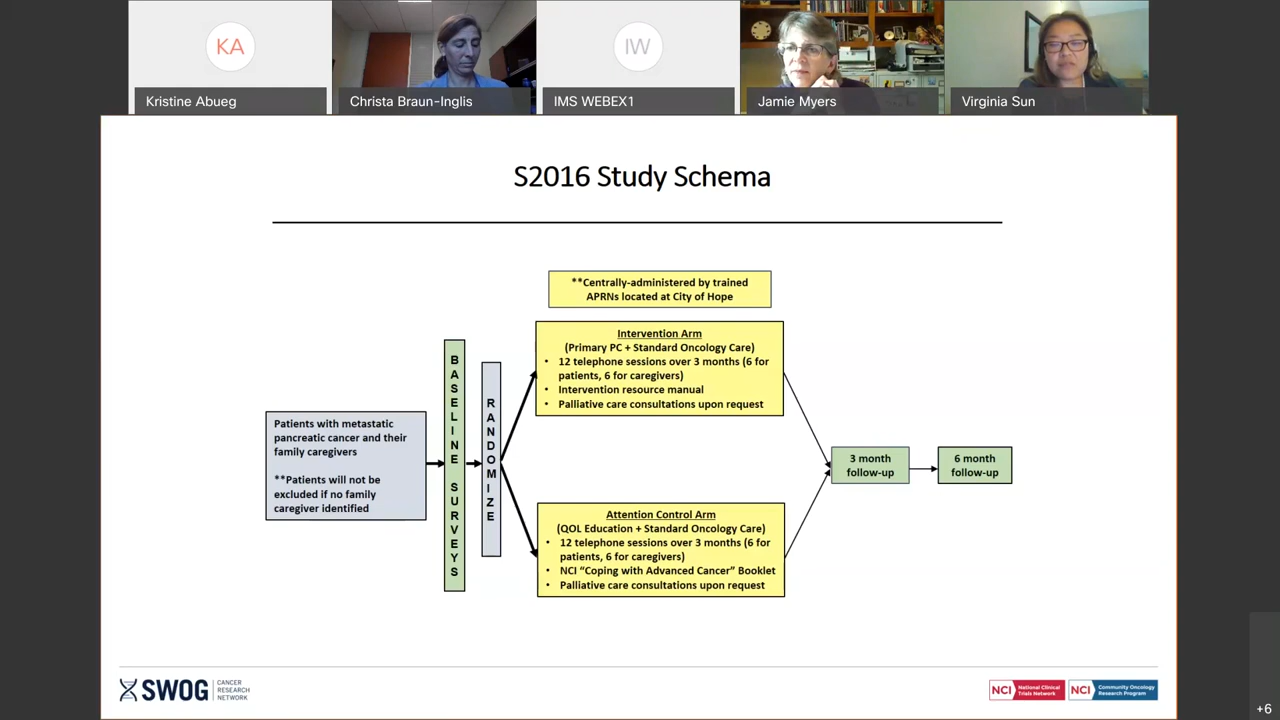 KA
IW
Kristine Abueg
Christa Braun-Inglis
IMS WEBEX1
Jamie Myers
Virginia Sun
S2016 Study Schema
**Centrally-administered by trained
APRNs located at City of Hope
Patients with metastatic
pancreatic cancer and their
family caregivers
**Patients will not be
excluded if no family
caregiver identified
BASELINE SURVEYS
RANDOMIZE
Intervention Arm
(Primary PC + Standard Oncology Care)
• 12 telephone sessions over 3 months (6 for
patients, 6 for caregivers)
• Intervention resource manual
• Palliative care consultations upon request
Attention Control Arm
(QOL Education + Standard Oncology Care)
• 12 telephone sessions over 3 months (6 for
patients, 6 for caregivers)
• NCI “Coping with Advanced Cancer” Booklet
• Palliative care consultations upon request
3 month
follow-up
6 month
follow-up
SWOG
CANCER
RESEARCH
NETWORK
NCI National Clinical
Trials Network
NCI Community Oncology
Research Program
+6